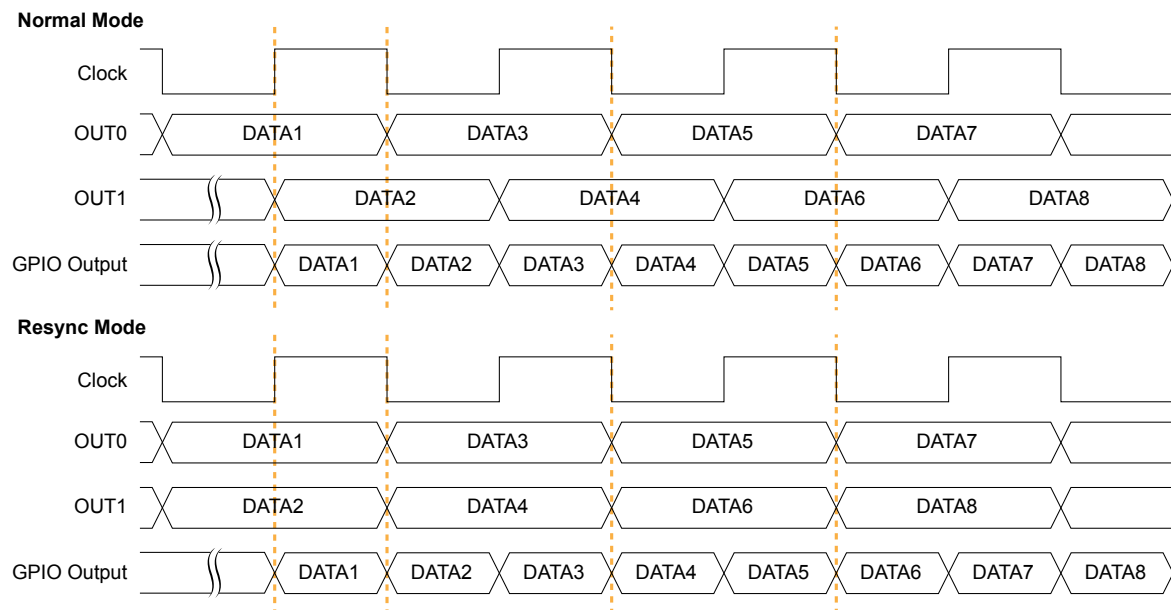 Normal Mode
Clock
OUT0 DATA1 DATA3 DATA5 DATA7
OUT1 DATA2 DATA4 DATA6 DATA8
GPIO Output DATA1 DATA2 DATA3 DATA4 DATA5 DATA6 DATA7 DATA8
Resync Mode
Clock
OUT0 DATA1 DATA3 DATA5 DATA7
OUT1 DATA2 DATA4 DATA6 DATA8
GPIO Output DATA1 DATA2 DATA3 DATA4 DATA5 DATA6 DATA7 DATA8